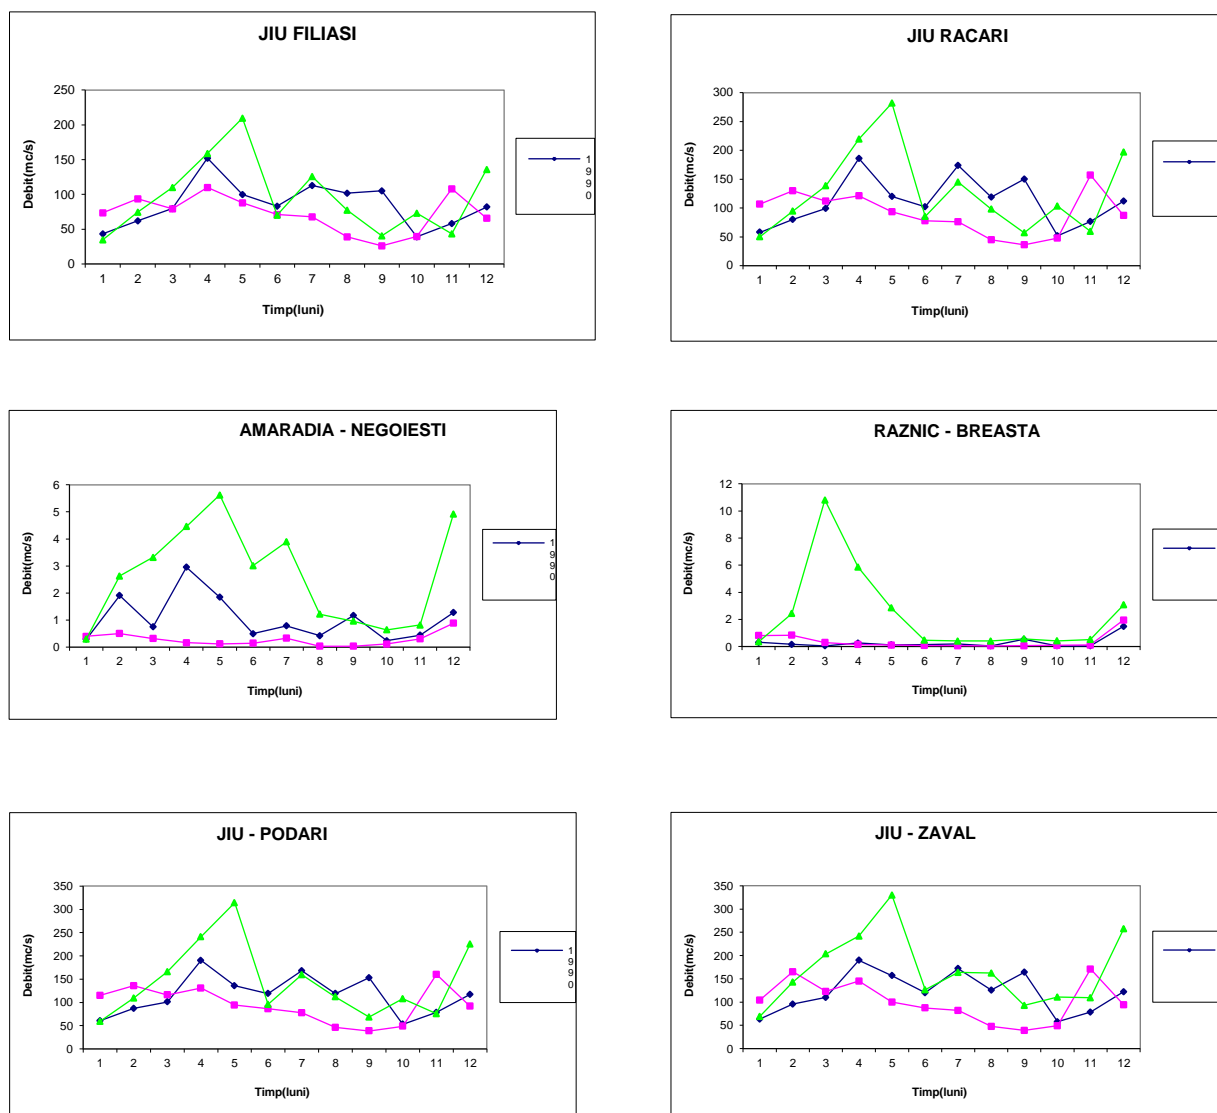 JIU FILIASI
250
200
150
100
50
0
1 2 3 4 5 6 7 8 9 10 11 12
Debit(mc/s)
Timp(luni)
1
9
9
0
JIU RACARI
300
250
200
150
100
50
0
1 2 3 4 5 6 7 8 9 10 11 12
Debit(mc/s)
Timp(luni)
AMARADIA - NEGOIESTI
6
5
4
3
2
1
0
1 2 3 4 5 6 7 8 9 10 11 12
Debit(mc/s)
Timp(luni)
1
9
9
0
RAZNIC - BREASTA
12
10
8
6
4
2
0
1 2 3 4 5 6 7 8 9 10 11 12
Debit(mc/s)
Timp(luni)
JIU - PODARI
350
300
250
200
150
100
50
0
1 2 3 4 5 6 7 8 9 10 11 12
Debit(mc/s)
Timp(luni)
1
9
9
0
JIU - ZAVAL
350
300
250
200
150
100
50
0
1 2 3 4 5 6 7 8 9 10 11 12
Debit(mc/s)
Timp(luni)